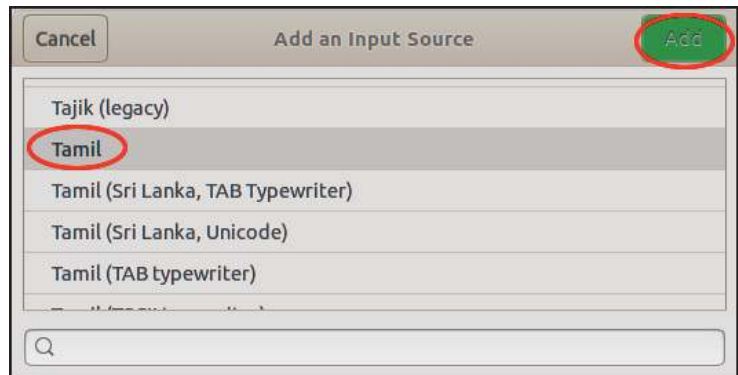 Cancel Add an Input Source Add
Tajik (legacy)
Tamil
Tamil (Sri Lanka, TAB Typewriter)
Tamil (Sri Lanka, Unicode)
Tamil (TAB typewriter)